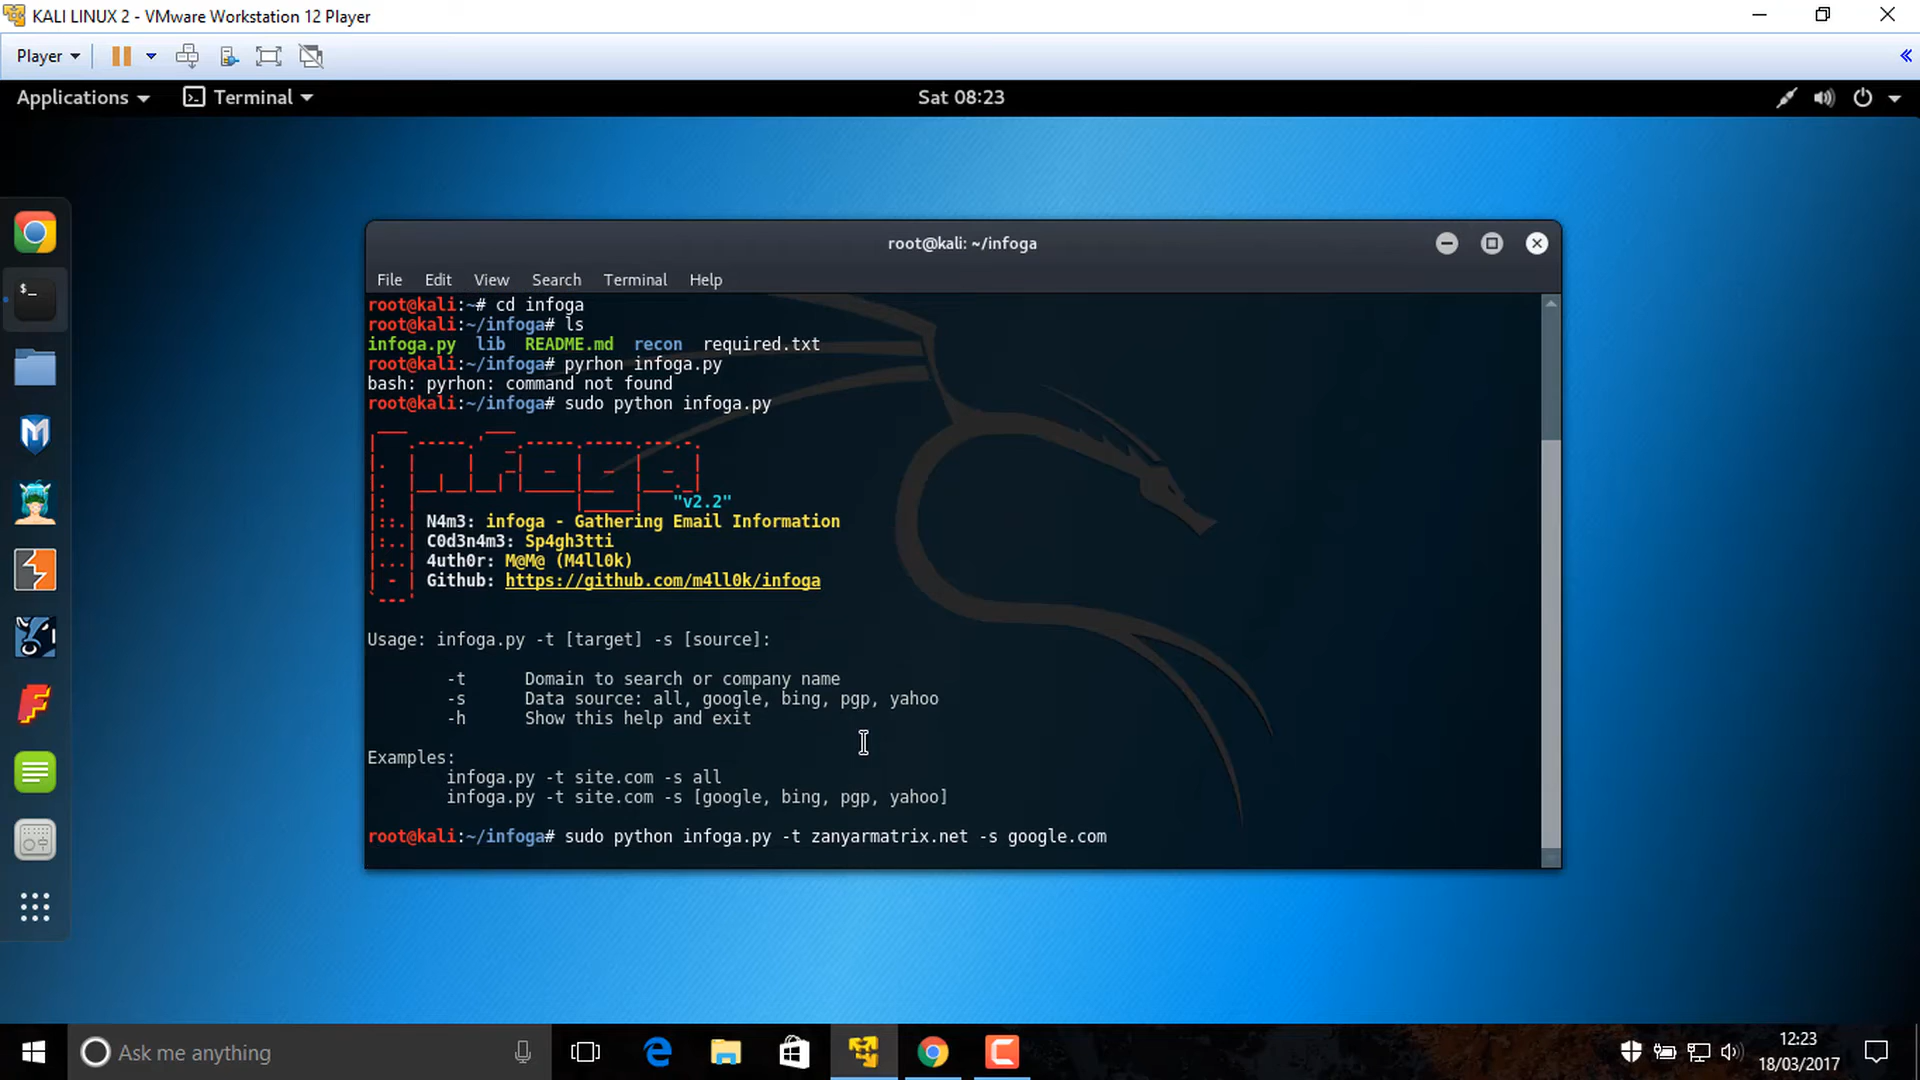 KALI LINUX 2 - VMware Workstation 12 Player
Player
Applications Terminal Sat 08:23
root@kali: ~/infoga
File Edit View Search Terminal Help
root@kali:~# cd infoga
root@kali:~/infoga# ls
infoga.py lib README.md recon required.txt
root@kali:~/infoga# pyrhon infoga.py
bash: pyrhon: command not found
root@kali:~/infoga# sudo python infoga.py
"v2.2"
N4m3: infoga - Gathering Email Information
C0d3n4m3: Sp4gh3tti
4uth0r: M@M@ (M4ll0k)
Github: https://github.com/m4ll0k/infoga
Usage: infoga.py -t [target] -s [source]:
-t Domain to search or company name
-s Data source: all, google, bing, pgp, yahoo
-h Show this help and exit
Examples:
infoga.py -t site.com -s all
infoga.py -t site.com -s [google, bing, pgp, yahoo]
root@kali:~/infoga# sudo python infoga.py -t zanyarmatrix.net -s google.com
Ask me anything
12:23
18/03/2017